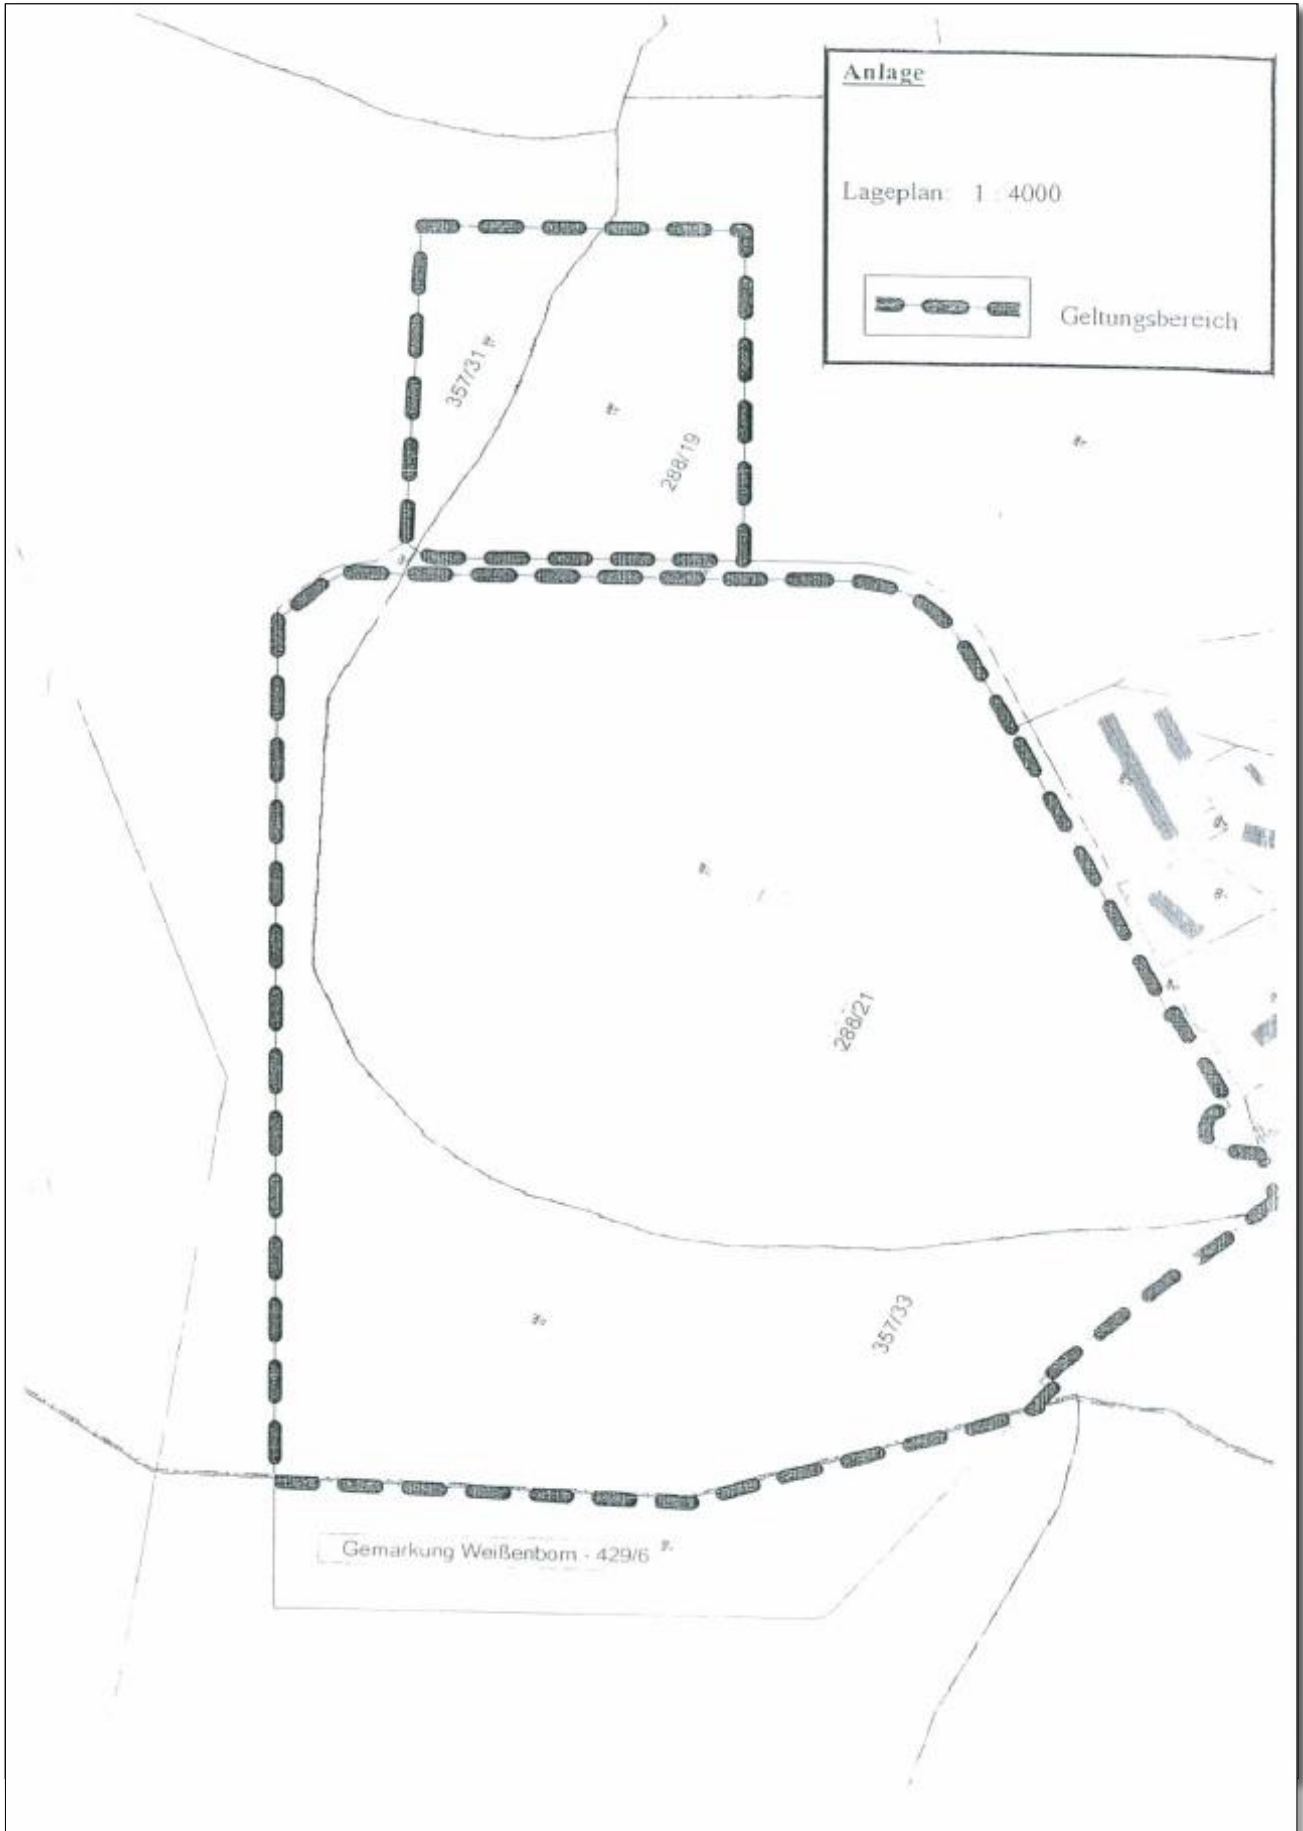 Anlage
Lageplan: 1 : 4000
Geltungsbereich
357/31
288/19
288/21
357/33
Gemarkung Weißenborn - 429/6